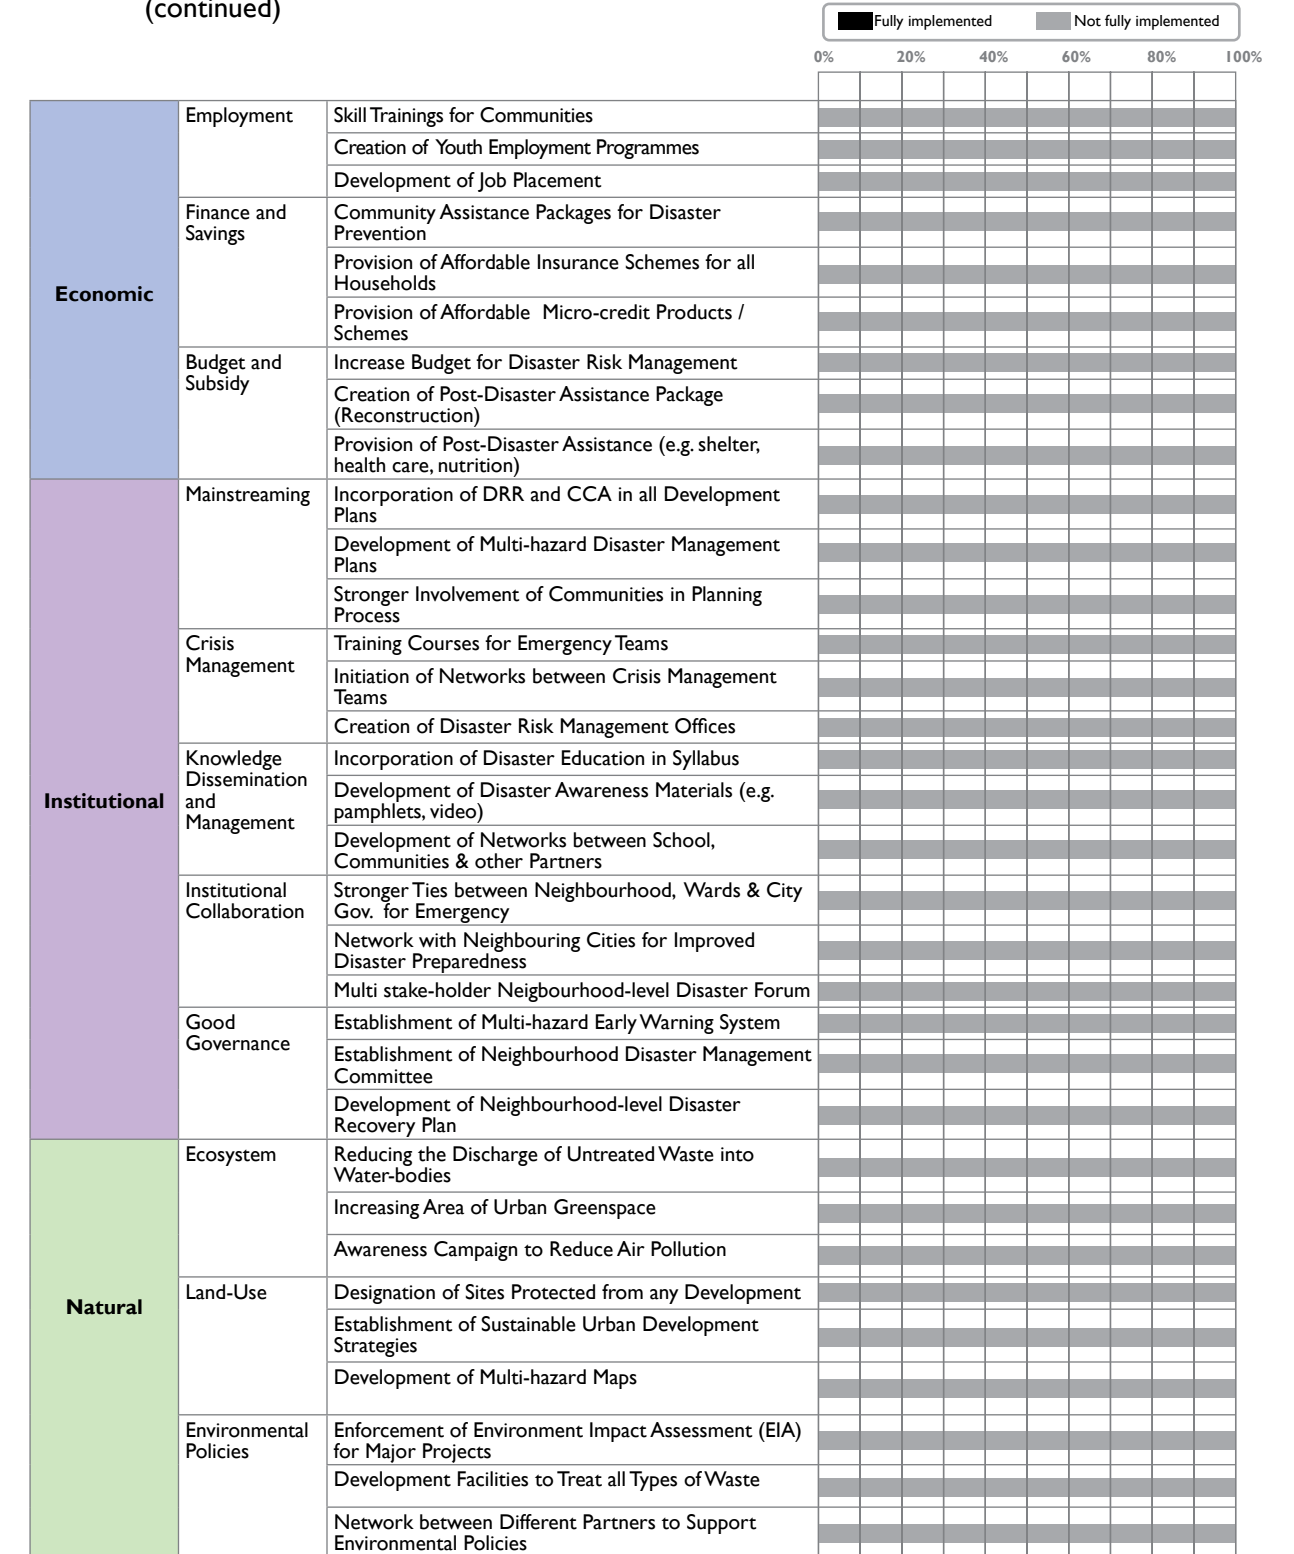 (continued)
Fully implemented
Not fully implemented
0% 20% 40% 60% 80% 100%
Economic
Employment
Skill Trainings for Communities
Creation of Youth Employment Programmes
Development of Job Placement
Finance and
Savings
Community Assistance Packages for Disaster
Prevention
Provision of Affordable Insurance Schemes for all
Households
Provision of Affordable Micro-credit Products /
Schemes
Budget and
Subsidy
Increase Budget for Disaster Risk Management
Creation of Post-Disaster Assistance Package
(Reconstruction)
Provision of Post-Disaster Assistance (e.g. shelter,
health care, nutrition)
Institutional
Mainstreaming
Incorporation of DRR and CCA in all Development
Plans
Development of Multi-hazard Disaster Management
Plans
Stronger Involvement of Communities in Planning
Process
Crisis
Management
Training Courses for Emergency Teams
Initiation of Networks between Crisis Management
Teams
Creation of Disaster Risk Management Offices
Knowledge
Dissemination
and
Management
Incorporation of Disaster Education in Syllabus
Development of Disaster Awareness Materials (e.g.
pamphlets, video)
Development of Networks between School,
Communities & other Partners
Institutional
Collaboration
Stronger Ties between Neighbourhood, Wards & City
Gov. for Emergency
Network with Neighbouring Cities for Improved
Disaster Preparedness
Multi stake-holder Neigbourhood-level Disaster Forum
Good
Governance
Establishment of Multi-hazard Early Warning System
Establishment of Neighbourhood Disaster Management
Committee
Development of Neighbourhood-level Disaster
Recovery Plan
Natural
Ecosystem
Reducing the Discharge of Untreated Waste into
Water-bodies
Increasing Area of Urban Greenspace
Awareness Campaign to Reduce Air Pollution
Land-Use
Designation of Sites Protected from any Development
Establishment of Sustainable Urban Development
Strategies
Development of Multi-hazard Maps
Environmental
Policies
Enforcement of Environment Impact Assessment (EIA)
for Major Projects
Development Facilities to Treat all Types of Waste
Network between Different Partners to Support
Environmental Policies